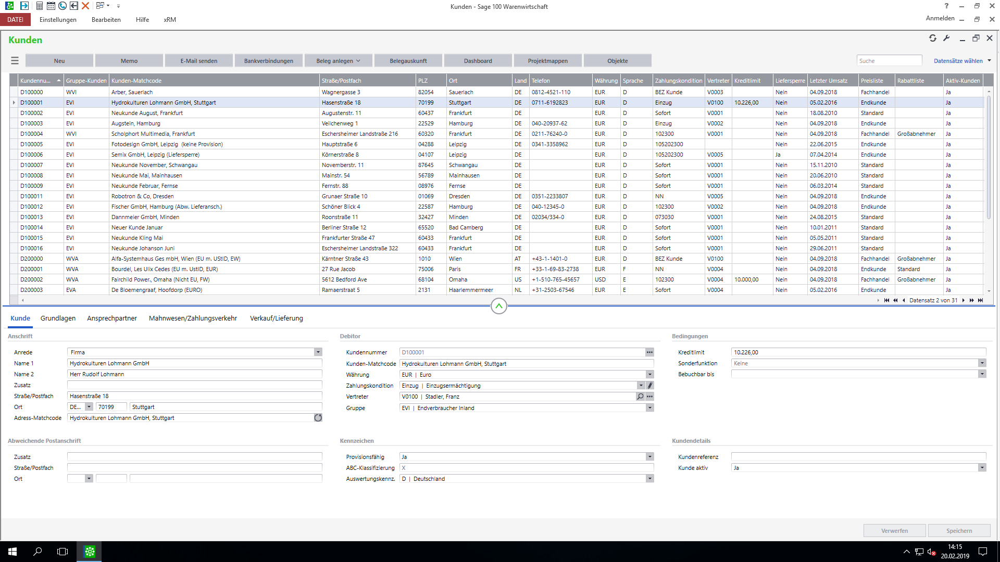 Kunden - Sage 100 Warenwirtschaft
DATEI Einstellungen Bearbeiten Hilfe xRM Anmelden
Kunden
Neu Memo E-Mail senden Bankverbindungen Beleg anlegen Belegauskunft Dashboard Projektmappen Objekte Suche Datensätze wählen
Kundennu... Gruppe-Kunden Kunden-Matchcode Straße/Postfach PLZ Ort Land Telefon Währung Sprache Zahlungskondition Vertreter Kreditlimit Liefersperre Letzter Umsatz Preisliste Rabattliste Aktiv-Kunden
D100000 WVI Arber, Sauerlach Wagnergasse 3 82054 Sauerlach DE 0812-4521-110 EUR D BEZ Kunde V0003 Nein 04.09.2018 Fachhandel Ja
D100001 EVI Hydrokulturen Lohmann GmbH, Stuttgart Hasenstraße 18 70199 Stuttgart DE 0711-6192823 EUR D Einzug V0100 10.226,00 Nein 05.02.2016 Endkunde Ja
D100002 EVI Neukunde August, Frankfurt Augustenstr. 11 60437 Frankfurt DE EUR D Sofort V0001 Nein 18.08.2010 Standard Ja
D100003 EVI Augstein, Hamburg Veilchenweg 1 22529 Hamburg DE 040-20937-62 EUR D Einzug V0002 Nein 04.09.2018 Endkunde Ja
D100004 WVI Scholphort Multimedia, Frankfurt Eschersheimer Landstraße 216 60320 Frankfurt DE 0211-76240-0 EUR D 102300 V0001 Nein 04.09.2018 Fachhandel Großabnehmer Ja
D100005 EVI Fotodesign GmbH, Leipzig (keine Provision) Hauptstraße 6 04288 Leipzig DE 0341-3358962 EUR D 105202300 Nein 22.06.2015 Endkunde Ja
D100006 EVI Semix GmbH, Leipzig (Liefersperre) Körnerstraße 8 04107 Leipzig DE EUR D 105202300 V0005 Ja 07.04.2014 Endkunde Ja
D100007 EVI Neukunde November, Schwangau Novemberstr. 11 87645 Schwangau DE EUR D Sofort V0001 Nein 15.11.2010 Standard Ja
D100008 EVI Neukunde Mai, Mainhausen Mainstr. 54 56789 Mainhausen DE EUR D Sofort V0001 Nein 20.06.2010 Standard Ja
D100009 EVI Neukunde Februar, Fernse Fernstr. 88 08976 Fernse DE EUR D Sofort V0001 Nein 06.03.2014 Standard Ja
D100011 EVI Robotron & Co, Dresden Grunaer Straße 10 01069 Dresden DE 0351-2233807 EUR D NN V0005 Nein 04.09.2018 Endkunde Ja
D100012 EVI Fischer GmbH, Hamburg (Abw. Lieferansch.) Schöner Blick 4 22587 Hamburg DE 040-12345-0 EUR D 102300 V0002 Nein 04.09.2018 Endkunde Ja
D100013 EVI Dannmeier GmbH, Minden Roonstraße 11 32427 Minden DE 02034/334-0 EUR D 073030 V0001 Nein 24.08.2015 Standard Ja
D100014 EVI Neuer Kunde Januar Berliner Straße 12 65520 Bad Camberg DE EUR D Sofort V0001 Nein 10.01.2011 Standard Ja
D100015 EVI Neukunde Kling Mai Frankfurter Straße 47 60433 Frankfurt DE EUR D Sofort V0001 Nein 05.05.2011 Standard Ja
D100016 EVI Neukunde Johanson Juni Eschersheimer Landstraße 322 60433 Frankfurt DE EUR D Sofort V0001 Nein 29.06.2011 Standard Ja
D200000 WVA Alfa-Systemhaus Ges mbH, Wien (EU m. UStID, EW) Kärntner Straße 43 1010 Wien AT +43-1-1401-0 EUR D BEZ Kunde V0100 Nein 04.09.2018 Fachhandel Großabnehmer Ja
D200001 WVA Bourdel, Les Ulix Cedes (EU m. UstID, EUR) 27 Rue Jacob 75006 Paris FR +33-1-69-83-2738 EUR F NN V0004 Nein 04.09.2018 Endkunde Standard Ja
D200002 WVA Fairchild Power., Omaha (Nicht EU, FW) 5612 Bedford Ave 68104 Omaha US +1-510-765-45657 USD E 102300 V0004 10.000,00 Nein 04.09.2018 Fachhandel Großabnehmer Ja
D200003 EVA De Bloemengraaf, Hoofdorp (EURO) Ramaerstraat 5 2131 Haarlemmermeer NL +31-2503-67546 EUR E Sofort V0004 Nein 05.02.2016 Endkunde Ja
Datensatz 2 von 31
Kunde Grundlagen Ansprechpartner Mahnwesen/Zahlungsverkehr Verkauf/Lieferung
Anschrift
Anrede Firma
Name 1 Hydrokulturen Lohmann GmbH
Name 2 Herr Rudolf Lohmann
Zusatz
Straße/Postfach Hasenstraße 18
Ort DE... 70199 Stuttgart
Adress-Matchcode Hydrokulturen Lohmann GmbH, Stuttgart
Debitor
Kundennummer D100001
Kunden-Matchcode Hydrokulturen Lohmann GmbH, Stuttgart
Währung EUR | Euro
Zahlungskondition Einzug | Einzugsermächtigung
Vertreter V0100 | Stadler, Franz
Gruppe EVI | Endverbraucher Inland
Bedingungen
Kreditlimit 10.226,00
Sonderfunktion Keine
Bebuchbar bis
Abweichende Postanschrift
Zusatz
Straße/Postfach
Ort
Kennzeichen
Provisionsfähig Ja
ABC-Klassifizierung X
Auswertungskennz. D | Deutschland
Kundendetails
Kundenreferenz
Kunde aktiv Ja
Verwerfen Speichern
14:15
20.02.2019